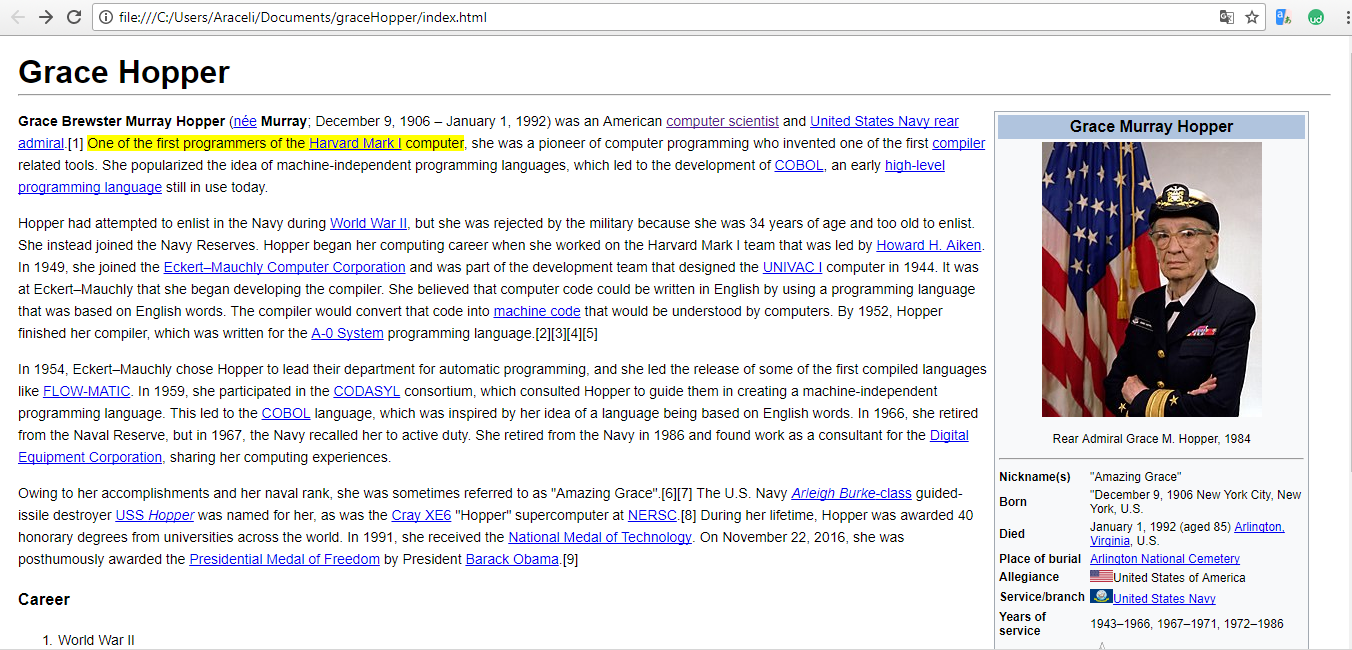 file:///C:/Users/Araceli/Documents/graceHopper/index.html
Grace Hopper
Grace Brewster Murray Hopper (née Murray; December 9, 1906 – January 1, 1992) was an American computer scientist and United States Navy rear
admiral.[1] One of the first programmers of the Harvard Mark I computer, she was a pioneer of computer programming who invented one of the first compiler
related tools. She popularized the idea of machine-independent programming languages, which led to the development of COBOL, an early high-level
programming language still in use today.
Hopper had attempted to enlist in the Navy during World War II, but she was rejected by the military because she was 34 years of age and too old to enlist.
She instead joined the Navy Reserves. Hopper began her computing career when she worked on the Harvard Mark I team that was led by Howard H. Aiken.
In 1949, she joined the Eckert–Mauchly Computer Corporation and was part of the development team that designed the UNIVAC I computer in 1944. It was
at Eckert–Mauchly that she began developing the compiler. She believed that computer code could be written in English by using a programming language
that was based on English words. The compiler would convert that code into machine code that would be understood by computers. By 1952, Hopper
finished her compiler, which was written for the A-0 System programming language.[2][3][4][5]
In 1954, Eckert–Mauchly chose Hopper to lead their department for automatic programming, and she led the release of some of the first compiled languages
like FLOW-MATIC. In 1959, she participated in the CODASYL consortium, which consulted Hopper to guide them in creating a machine-independent
programming language. This led to the COBOL language, which was inspired by her idea of a language being based on English words. In 1966, she retired
from the Naval Reserve, but in 1967, the Navy recalled her to active duty. She retired from the Navy in 1986 and found work as a consultant for the Digital
Equipment Corporation, sharing her computing experiences.
Owing to her accomplishments and her naval rank, she was sometimes referred to as "Amazing Grace".[6][7] The U.S. Navy Arleigh Burke-class guided-
issile destroyer USS Hopper was named for her, as was the Cray XE6 "Hopper" supercomputer at NERSC.[8] During her lifetime, Hopper was awarded 40
honorary degrees from universities across the world. In 1991, she received the National Medal of Technology. On November 22, 2016, she was
posthumously awarded the Presidential Medal of Freedom by President Barack Obama.[9]
Career
1. World War II
Grace Murray Hopper
Rear Admiral Grace M. Hopper, 1984
Nickname(s) "Amazing Grace"
Born "December 9, 1906 New York City, New
York, U.S.
Died January 1, 1992 (aged 85) Arlington,
Virginia, U.S.
Place of burial Arlington National Cemetery
Allegiance United States of America
Service/branch United States Navy
Years of
service 1943–1966, 1967–1971, 1972–1986